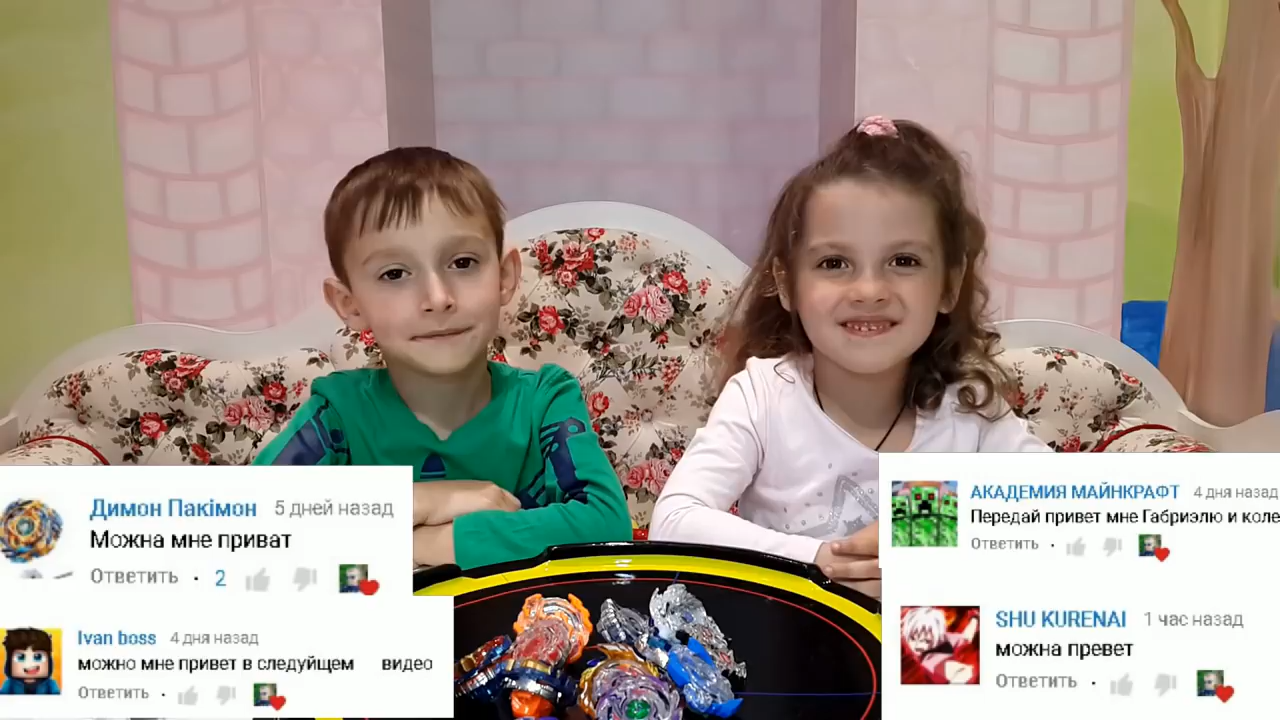 Димон Пакімон 5 дней назад
Можна мне приват
Ответить · 2
Ivan boss 4 дня назад
можно мне привет в следуйщем видео
Ответить ·
АКАДЕМИЯ МАЙНКРАФТ 4 дня назад
Передай привет мне Габриэлю и коле
Ответить ·
SHU KURENAI 1 час назад
можна превет
Ответить ·